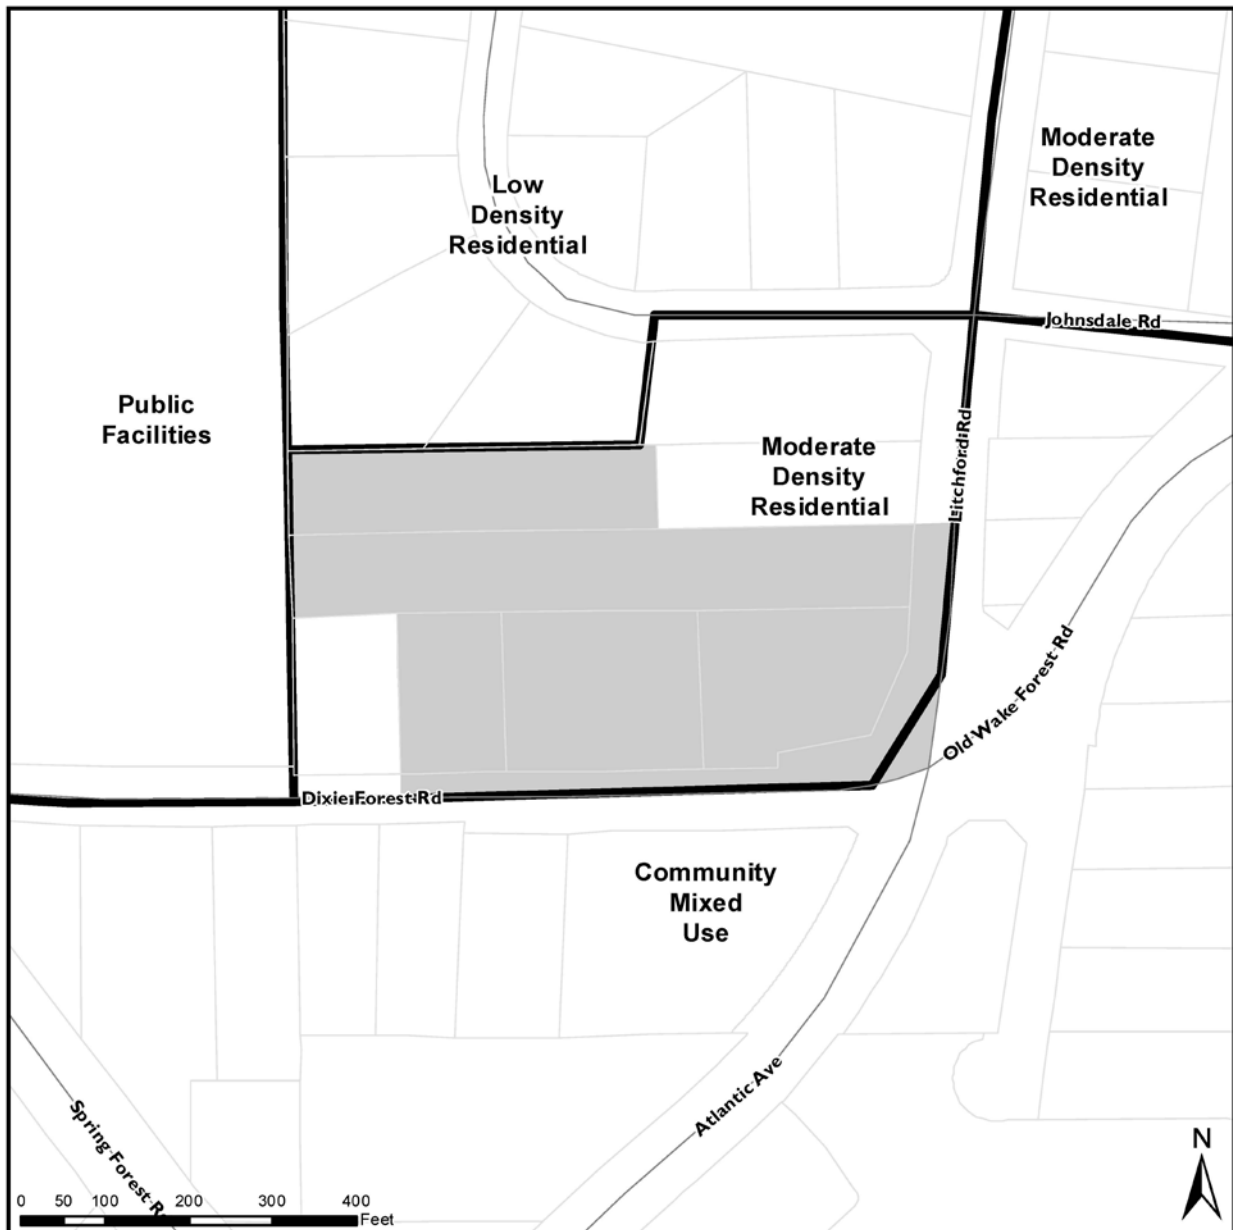 Moderate
Density
Residential
Low
Density
Residential
Johnsdale Rd
Public
Facilities
Moderate
Density
Residential
Litchford Rd
Old Wake Forest Rd
Dixie Forest Rd
Community
Mixed
Use
Atlantic Ave
Spring Forest Rd
N
0 50 100 200 300 400
Feet